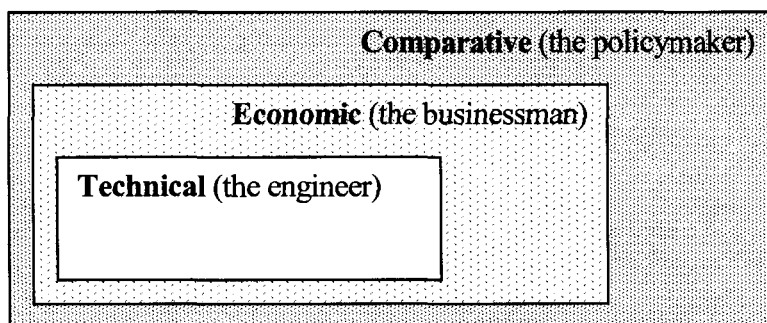 Comparative (the policymaker)
Economic (the businessman)
Technical (the engineer)